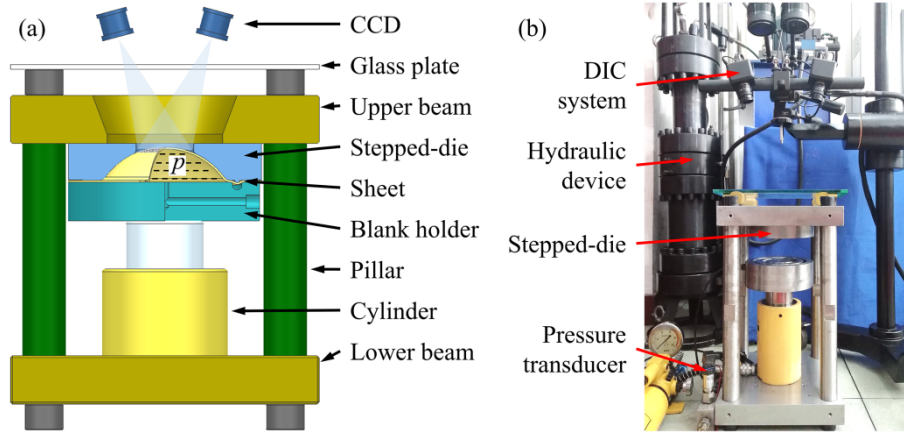 (a)
CCD
Glass plate
Upper beam
Stepped-die
p
Sheet
Blank holder
Pillar
Cylinder
Lower beam
(b)
DIC
system
Hydraulic
device
Stepped-die
Pressure
transducer